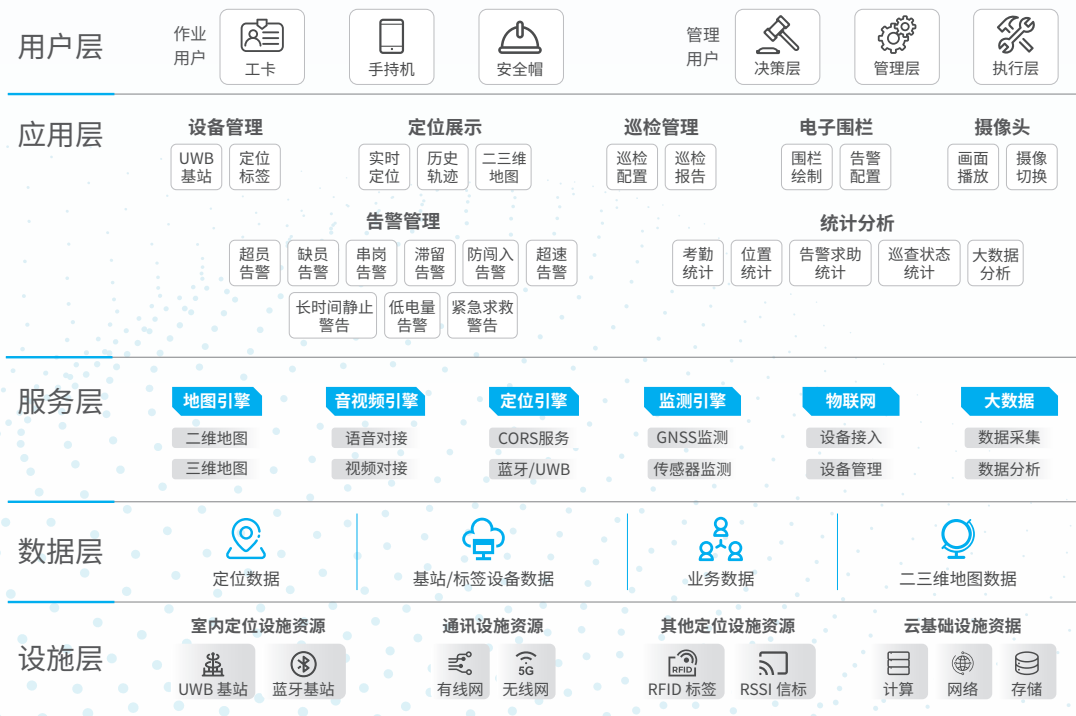 用户层
作业
用户
工卡
手持机
安全帽
管理
用户
决策层
管理层
执行层
应用层
设备管理
UWB
基站
定位
标签
定位展示
实时
定位
历史
轨迹
二三维
地图
巡检管理
巡检
配置
巡检
报告
电子围栏
围栏
绘制
告警
配置
摄像头
画面
播放
摄像
切换
告警管理
超员
告警
缺员
告警
串岗
告警
滞留
告警
防闯入
告警
超速
告警
长时间静止
警告
低电量
告警
紧急求救
警告
统计分析
考勤
统计
位置
统计
告警求助
统计
巡查状态
统计
大数据
分析
服务层
地图引擎
二维地图
三维地图
音视频引擎
语音对接
视频对接
定位引擎
CORS服务
蓝牙/UWB
监测引擎
GNSS监测
传感器监测
物联网
设备接入
设备管理
大数据
数据采集
数据分析
数据层
定位数据
基站/标签设备数据
业务数据
二三维地图数据
设施层
室内定位设施资源
UWB 基站
蓝牙基站
通讯设施资源
有线网
5G
无线网
其他定位设施资源
RFID
RFID 标签
RSSI 信标
云基础设施资据
计算
网络
存储